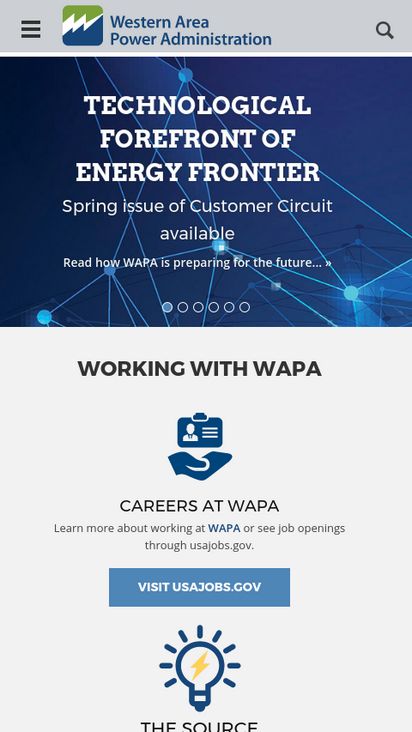 Western Area
Power Administration
TECHNOLOGICAL
FOREFRONT OF
ENERGY FRONTIER
Spring issue of Customer Circuit
available
Read how WAPA is preparing for the future... »
WORKING WITH WAPA
CAREERS AT WAPA
Learn more about working at WAPA or see job openings
through usajobs.gov.
VISIT USAJOBS.GOV
THE SOURCE